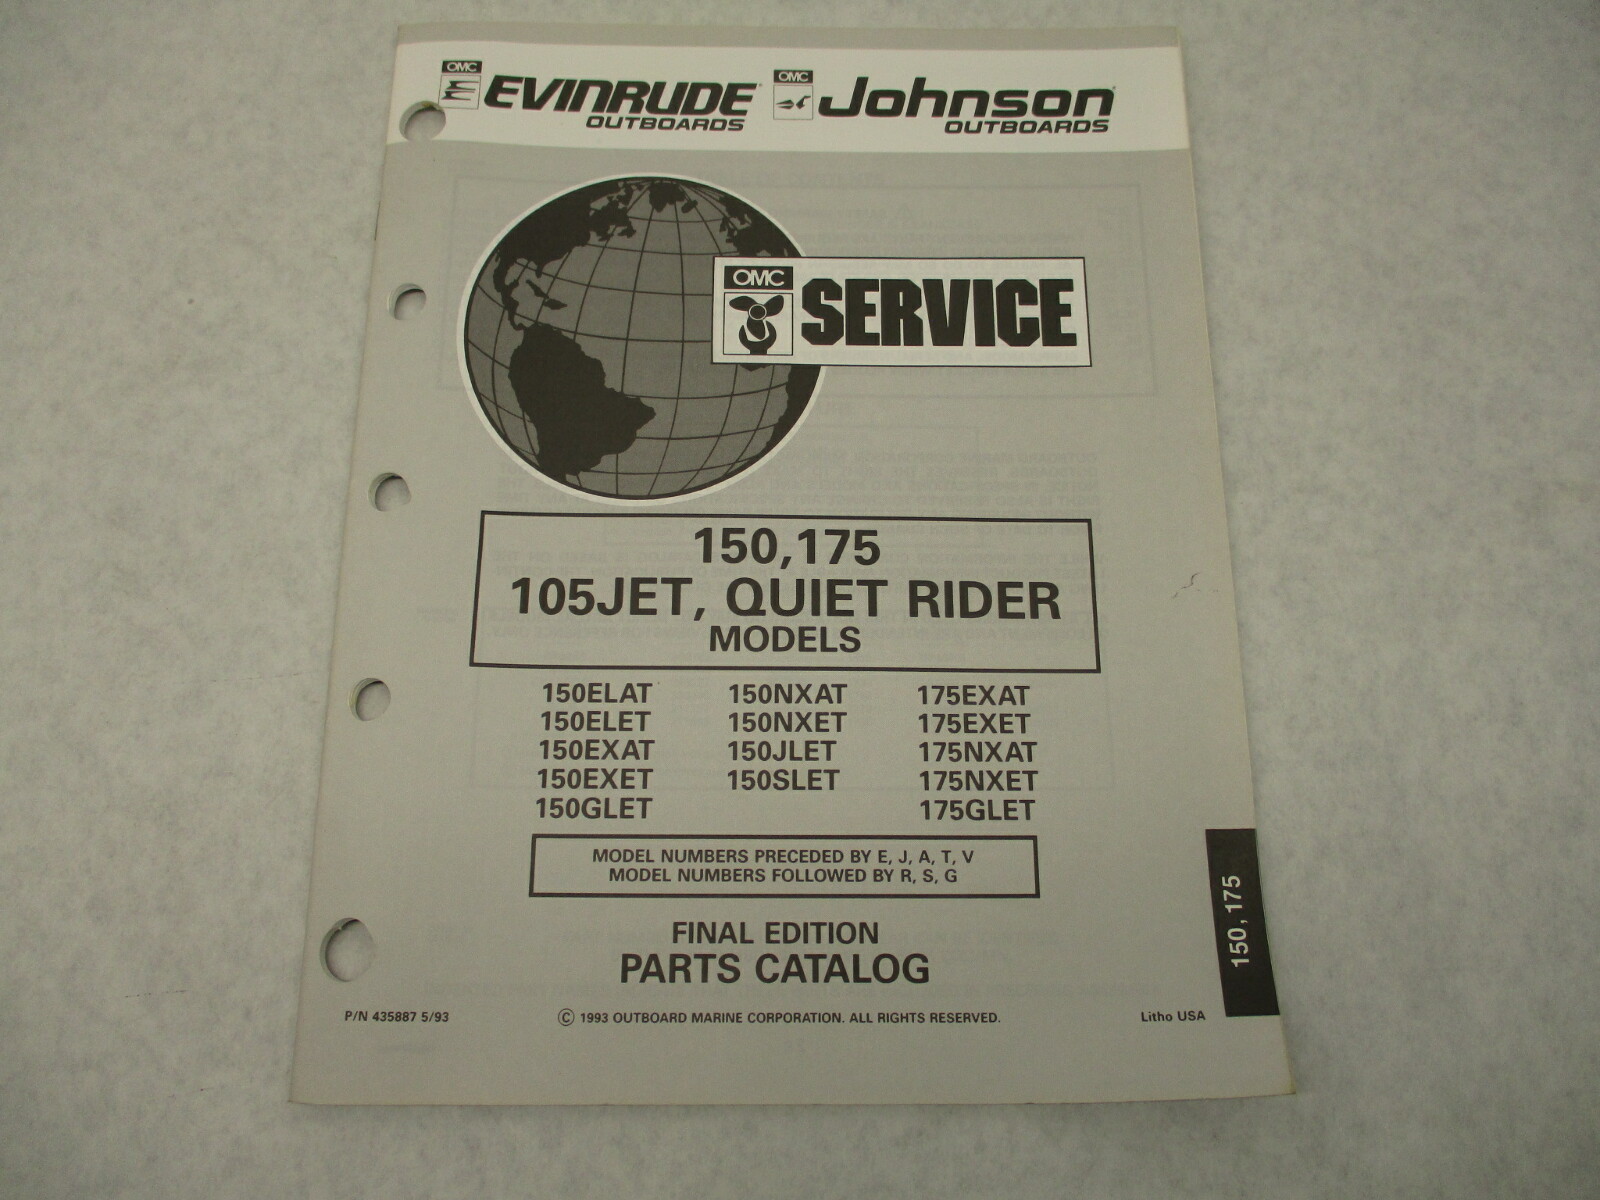 OMC EVINRUDE OMC Johnson
OUTBOARDS OUTBOARDS
OMC SERVICE
150,175
105JET, QUIET RIDER
MODELS
150ELAT 150NXAT 175EXAT
150ELET 150NXET 175EXET
150EXAT 150JLET 175NXAT
150EXET 150SLET 175NXET
150GLET 175GLET
MODEL NUMBERS PRECEDED BY E, J, A, T, V
MODEL NUMBERS FOLLOWED BY R, S, G
150, 175
FINAL EDITION
PARTS CATALOG
P/N 435887 5/93 © 1993 OUTBOARD MARINE CORPORATION. ALL RIGHTS RESERVED. Litho USA